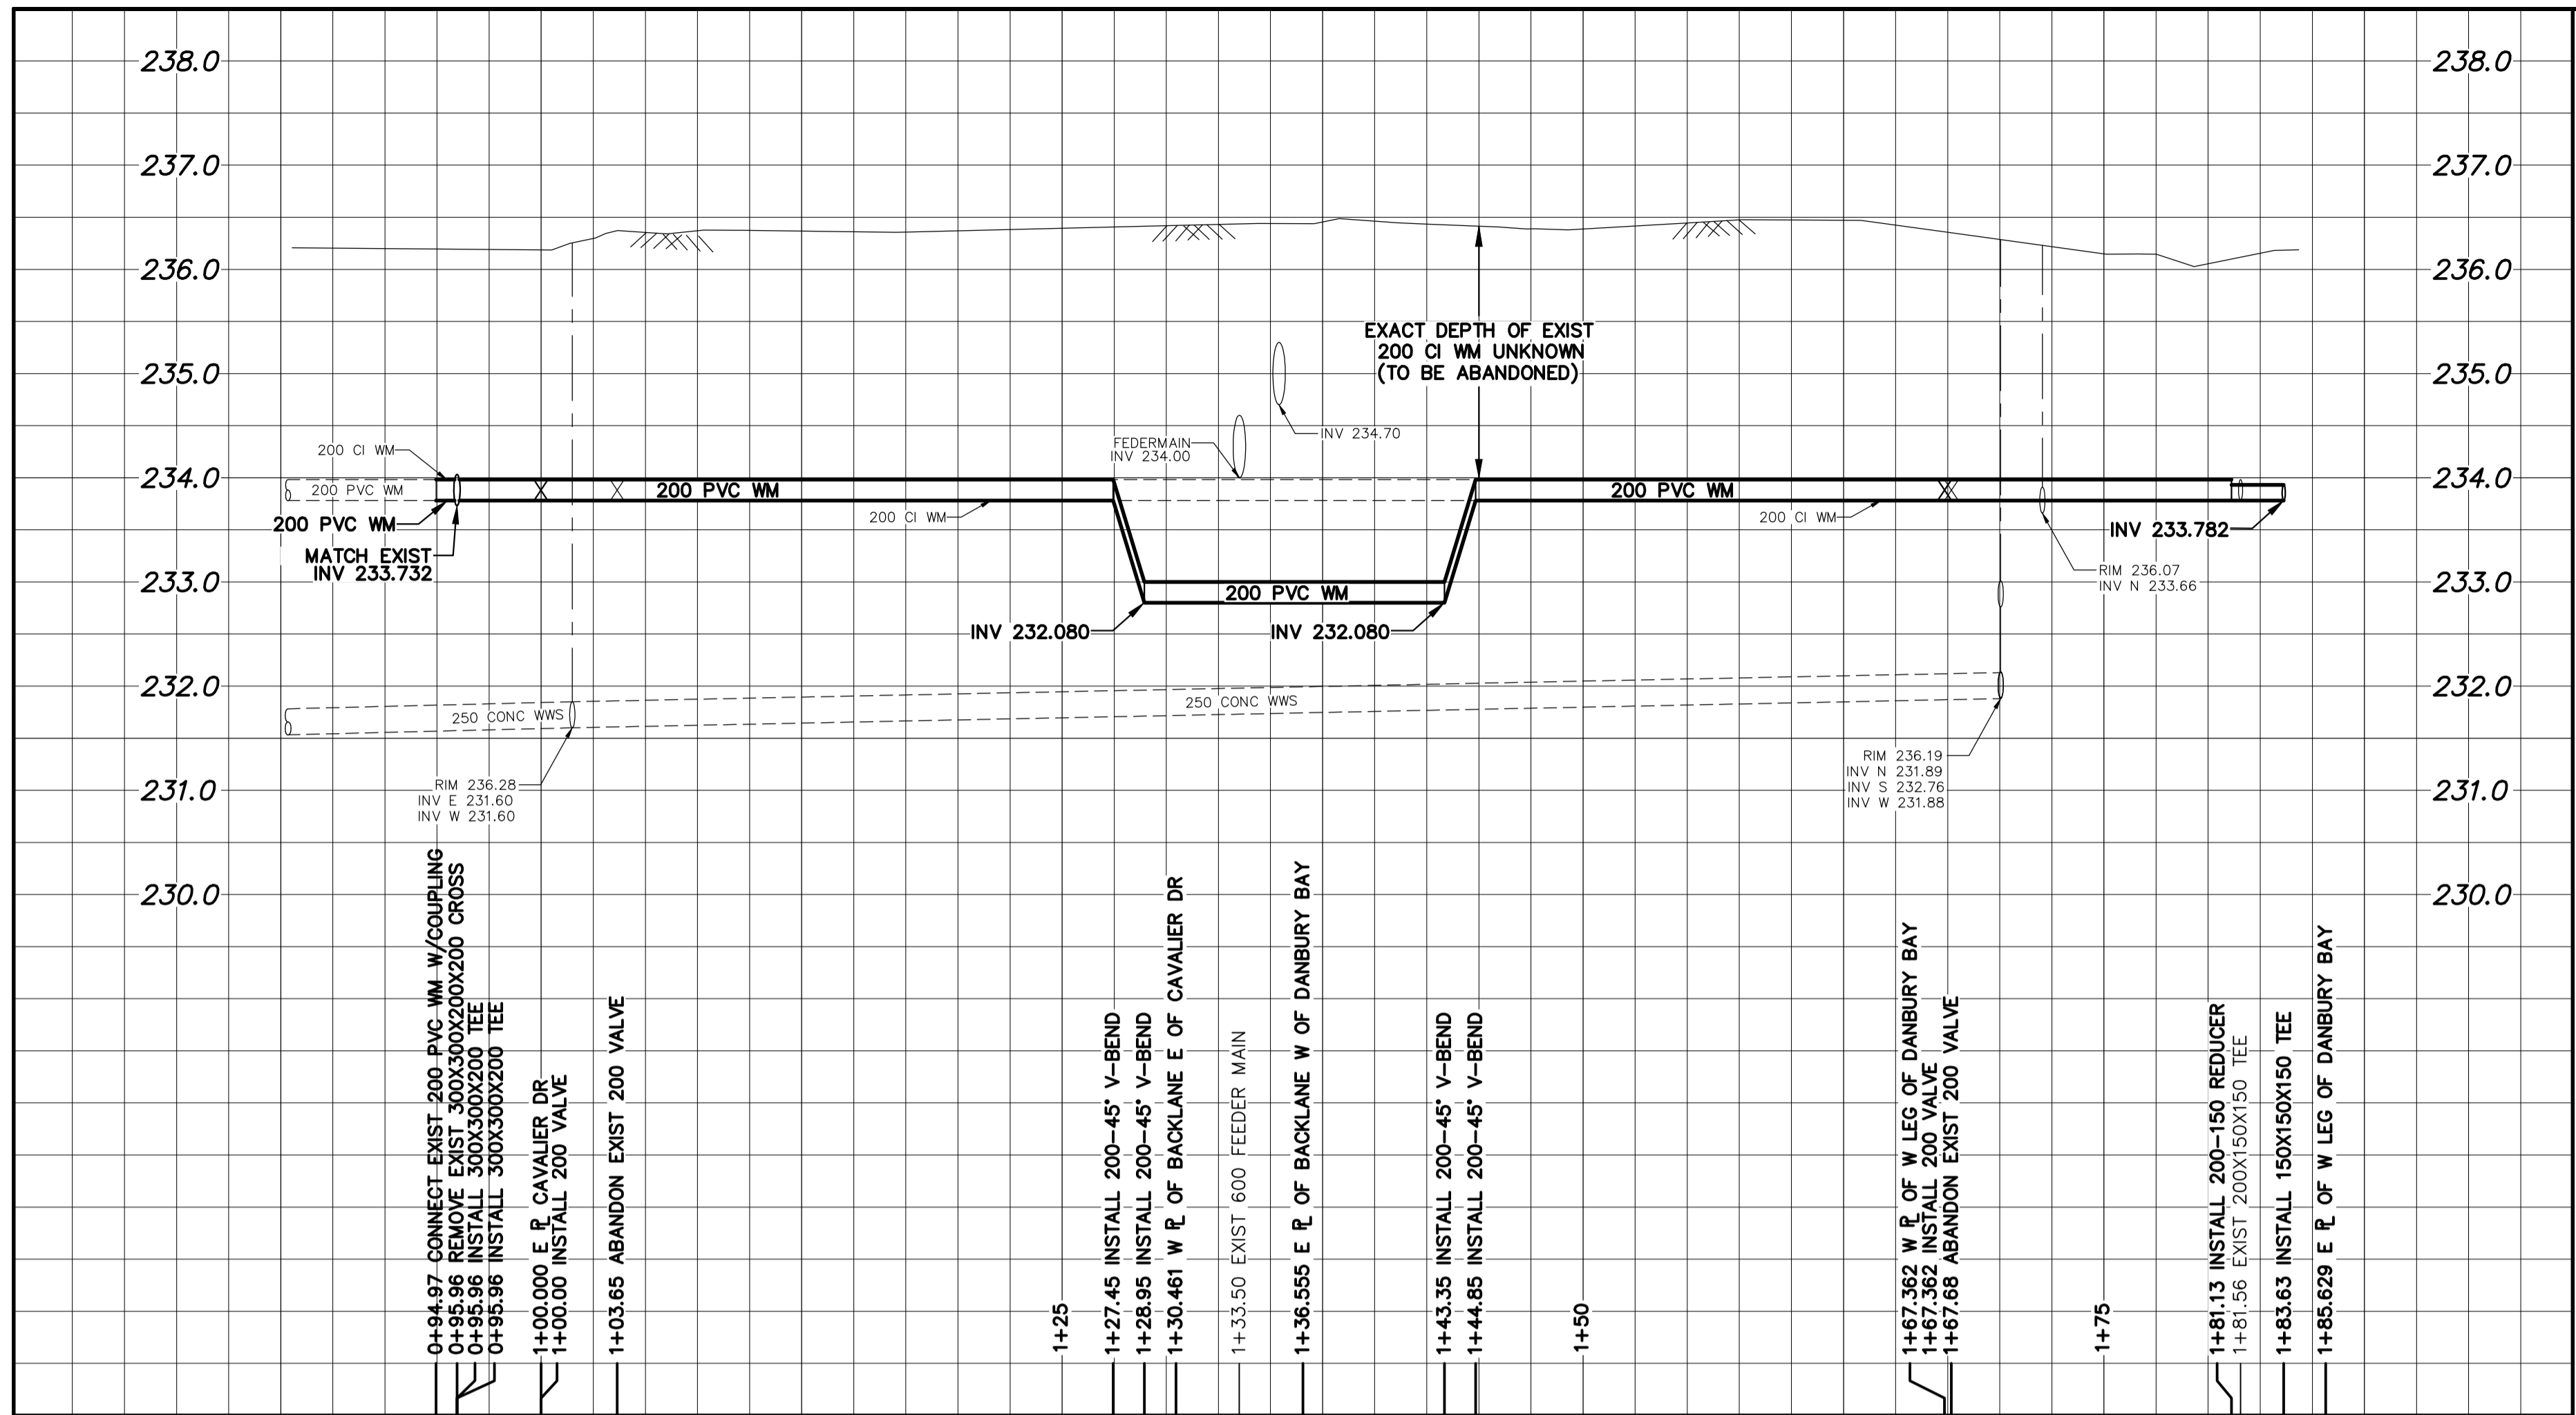 238.0 238.0
237.0 237.0
236.0 236.0
235.0 235.0
234.0 234.0
233.0 233.0
232.0 232.0
231.0 231.0
230.0 230.0
EXACT DEPTH OF EXIST
200 CI WM UNKNOWN
(TO BE ABANDONED)
INV 234.70
FEDERMAIN
INV 234.00
200 CI WM
200 PVC WM
200 PVC WM
MATCH EXIST
INV 233.732
200 PVC WM
200 CI WM
200 PVC WM
INV 232.080
INV 232.080
200 PVC WM
200 CI WM
INV 233.782
RIM 236.07
INV N 233.66
250 CONC WWS
250 CONC WWS
RIM 236.28
INV E 231.60
INV W 231.60
RIM 236.19
INV N 231.89
INV S 232.76
INV W 231.88
0+94.97 CONNECT EXIST 200 PVC WM W/COUPLING
0+95.96 REMOVE EXIST 300X300X200X200 CROSS
0+95.96 INSTALL 300X300X200 TEE
0+95.96 INSTALL 300X300X200 TEE
1+00.000 E PL CAVALIER DR
1+00.00 INSTALL 200 VALVE
1+03.65 ABANDON EXIST 200 VALVE
1+25
1+27.45 INSTALL 200-45° V-BEND
1+28.95 INSTALL 200-45° V-BEND
1+30.461 W PL OF BACKLANE E OF CAVALIER DR
1+33.50 EXIST 600 FEEDER MAIN
1+36.555 E PL OF BACKLANE W OF DANBURY BAY
1+43.35 INSTALL 200-45° V-BEND
1+44.85 INSTALL 200-45° V-BEND
1+50
1+67.362 W PL OF W LEG OF DANBURY BAY
1+67.362 INSTALL 200 VALVE
1+67.68 ABANDON EXIST 200 VALVE
1+75
1+81.13 INSTALL 200-150 REDUCER
1+81.56 EXIST 200X150X150 TEE
1+83.63 INSTALL 150X150X150 TEE
1+85.629 E PL OF W LEG OF DANBURY BAY